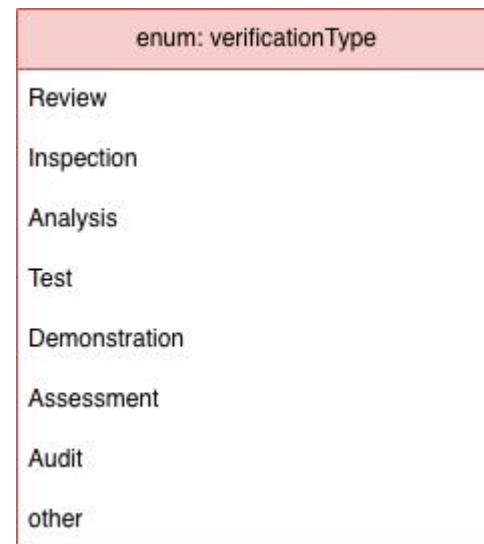 enum: verificationType
Review
Inspection
Analysis
Test
Demonstration
Assessment
Audit
other